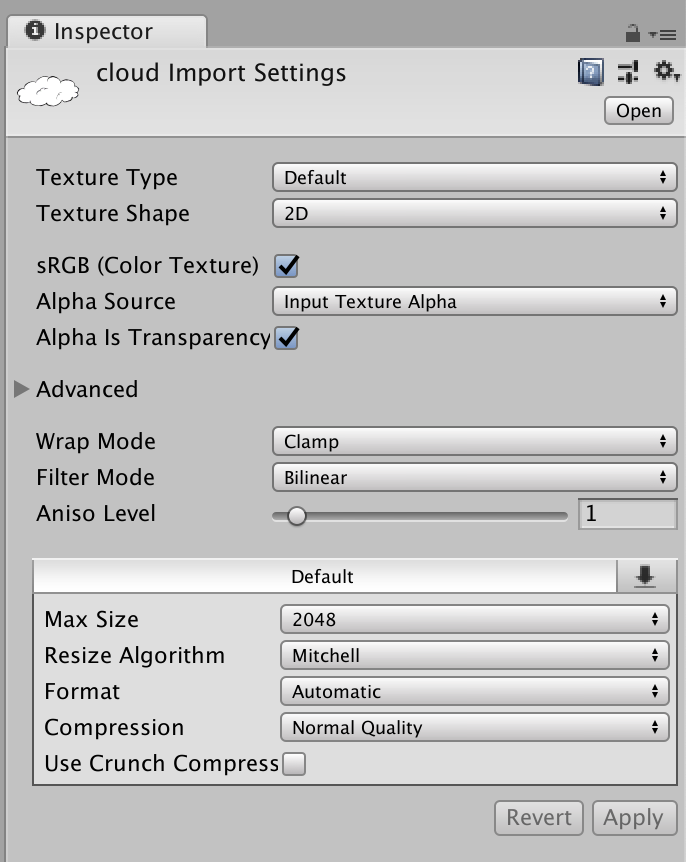 Inspector
cloud Import Settings
Open
Texture Type Default
Texture Shape 2D
sRGB (Color Texture)
Alpha Source Input Texture Alpha
Alpha Is Transparency
Advanced
Wrap Mode Clamp
Filter Mode Bilinear
Aniso Level 1
Default
Max Size 2048
Resize Algorithm Mitchell
Format Automatic
Compression Normal Quality
Use Crunch Compress
Revert Apply